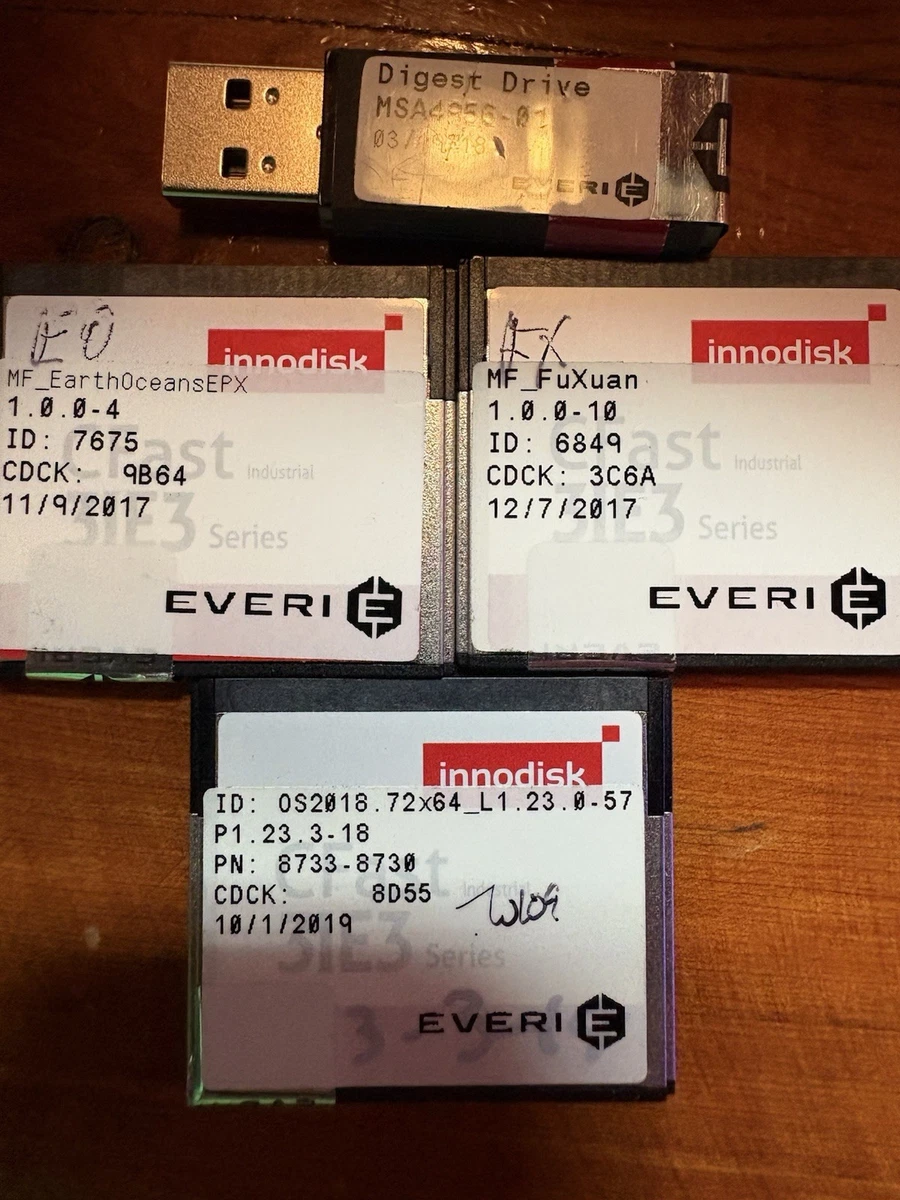 Digest Drive
MSA4956-01
EVERI
EO
innodisk
MF_EarthOceansEPX
1.0.0-4
ID: 7675
CDCK: 9B64
11/9/2017
CFast Industrial
3IE3 Series
EVERI
FX
innodisk
MF_FuXuan
1.0.0-10
ID: 6849
CDCK: 3C6A
12/7/2017
CFast Industrial
3IE3 Series
EVERI
innodisk
ID: OS2018.72x64_L1.23.0-57
P1.23.3-18
PN: 8733-8730
CDCK: 8D55
10/1/2019
CFast Industrial
3IE3 Series
EVERI